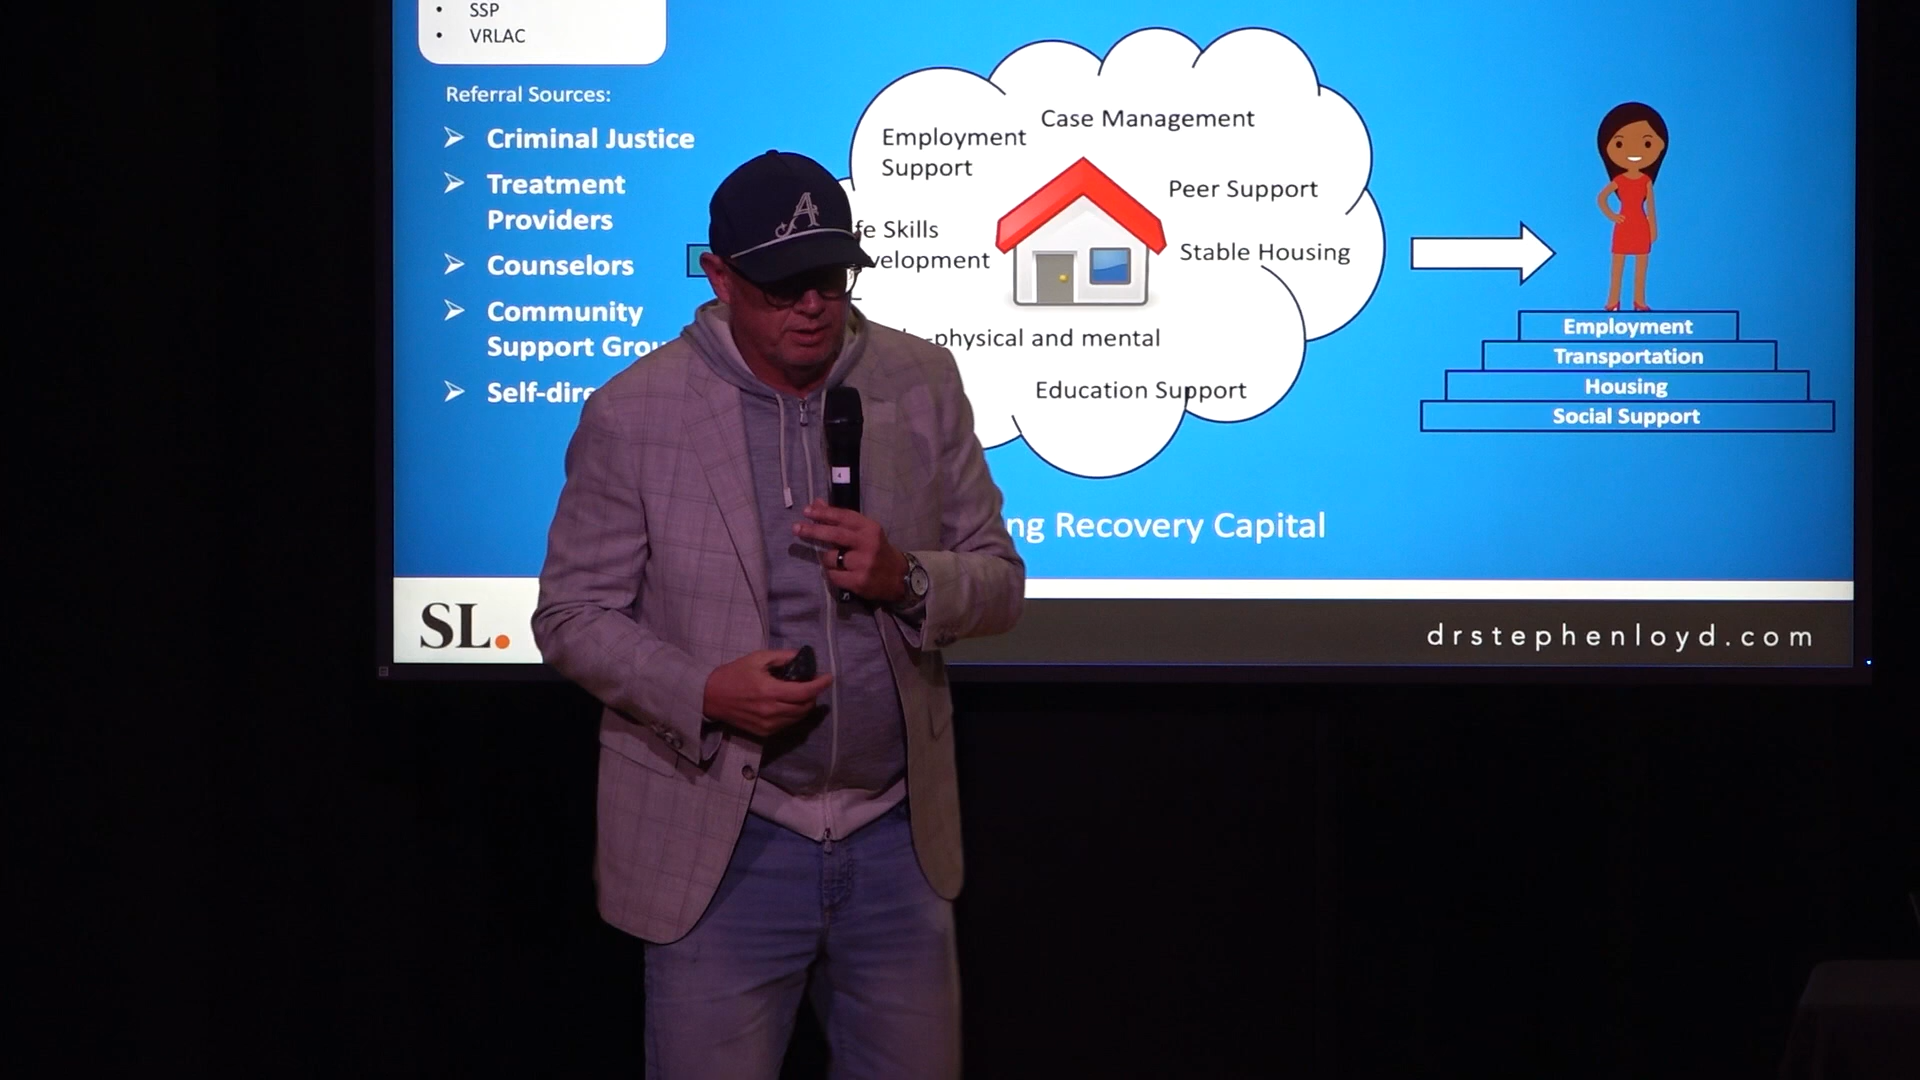 SSP
VRLAC
Referral Sources:
Criminal Justice
Treatment
Providers
Counselors
Community
Support Grou
Self-dire
Case Management
Employment
Support
Peer Support
fe Skills
velopment
Stable Housing
-physical and mental
Education Support
Employment
Transportation
Housing
Social Support
ng Recovery Capital
A
4
SL.
drstephenloyd.com